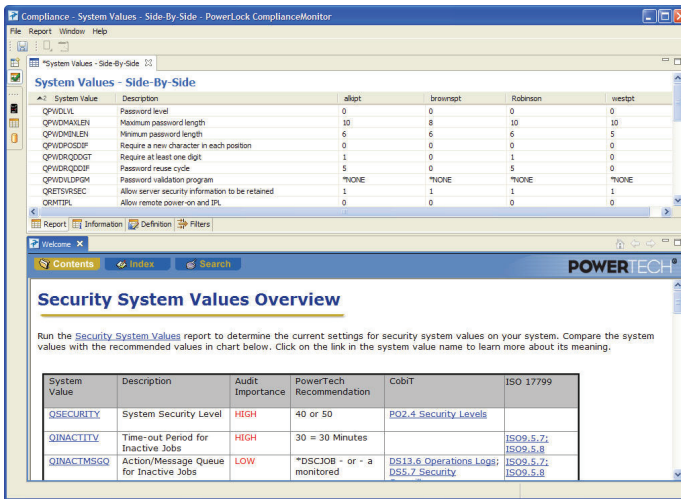 Compliance - System Values - Side-By-Side - PowerLock ComplianceMonitor
File Report Window Help
*System Values - Side-By-Side
System Values - Side-By-Side
2 System Value Description alkipt brownspt Robinson westpt
QPWDLVL Password level 0 0 0 0
QPWDMAXLEN Maximum password length 10 8 10 10
QPWDMINLEN Minimum password length 6 6 6 5
QPWDPOSDIF Require a new character in each position 0 0 0 0
QPWDRQDDGT Require at least one digit 1 0 1 0
QPWDRQDDIF Password reuse cycle 5 0 5 0
QPWDVLDPGM Password validation program *NONE *NONE *NONE *NONE
QRETSVRSEC Allow server security information to be retained 1 1 1 1
QRMTIPL Allow remote power-on and IPL 0 0 0 0
Report Information Definition Filters
Welcome
Contents Index Search POWERTECH®
Security System Values Overview
Run the Security System Values report to determine the current settings for security system values on your system. Compare the system
values with the recommended values in chart below. Click on the link in the system value name to learn more about its meaning.
System Value Description Audit Importance PowerTech Recommendation CobiT ISO 17799
QSECURITY System Security Level HIGH 40 or 50 PO2.4 Security Levels
QINACTITV Time-out Period for Inactive Jobs HIGH 30 = 30 Minutes ISO9.5.7; ISO9.5.8
QINACTMSGQ Action/Message Queue for Inactive Jobs LOW *DSCJOB - or - a monitored DS13.6 Operations Logs; DS5.7 Security ISO9.5.7; ISO9.5.8